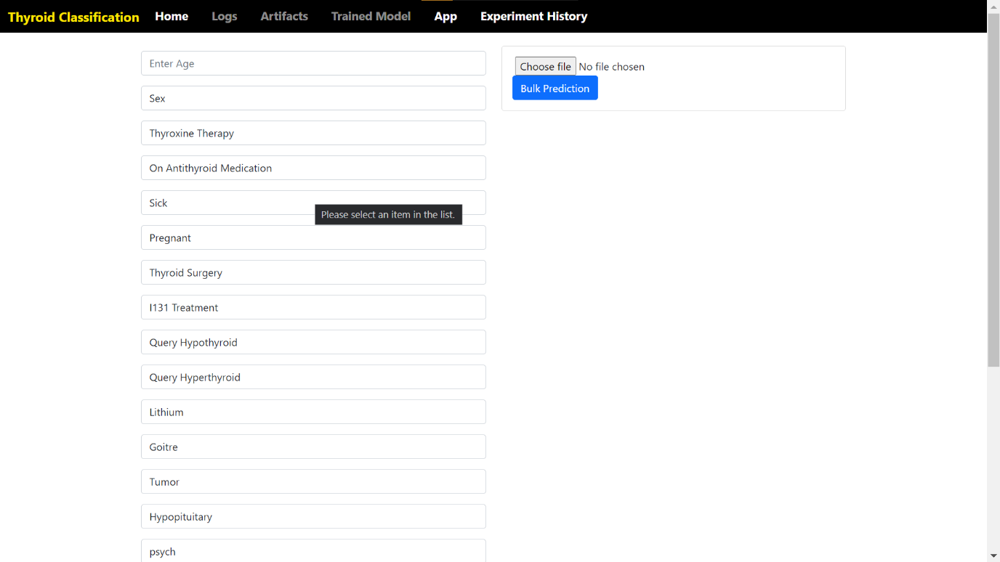 Thyroid Classification Home Logs Artifacts Trained Model App Experiment History
Enter Age
Sex
Thyroxine Therapy
On Antithyroid Medication
Sick
Please select an item in the list.
Pregnant
Thyroid Surgery
I131 Treatment
Query Hypothyroid
Query Hyperthyroid
Lithium
Goitre
Tumor
Hypopituitary
psych
Choose file No file chosen
Bulk Prediction